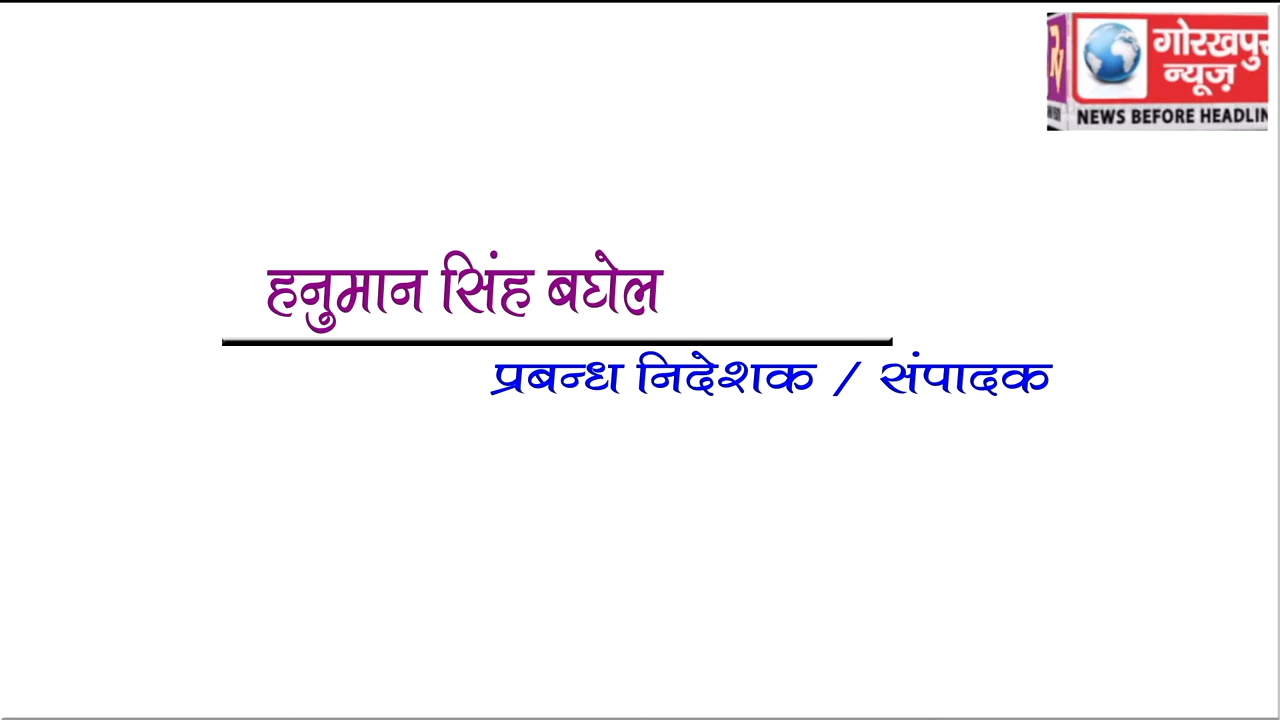 गोरखपुर
न्यूज़
NEWS BEFORE HEADLIN
हनुमान सिंह बघेल
प्रबन्ध निदेशक / संपादक